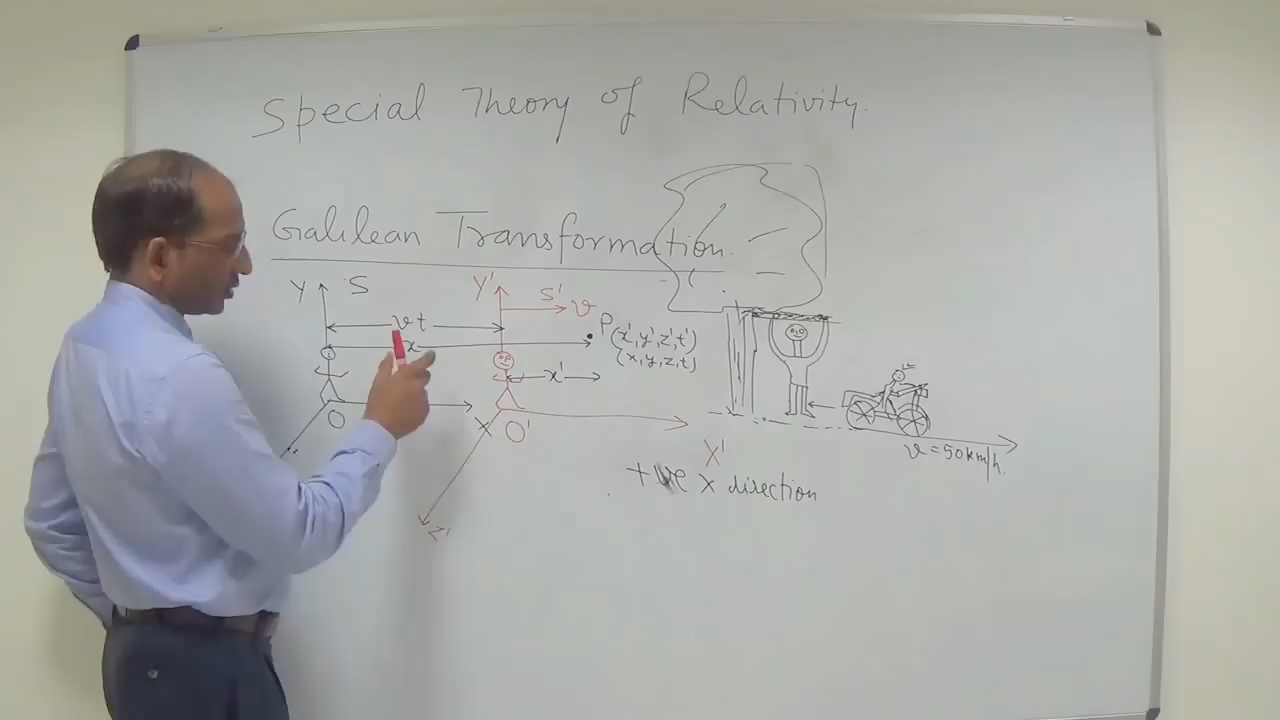 Special Theory of Relativity.
Galilean Transformation.
Y S Y' S' v
vt
x
P (x', y', z', t')
(x, y, z, t)
x'
O X O' X'
Z'
v = 50 km/h.
+ve x direction